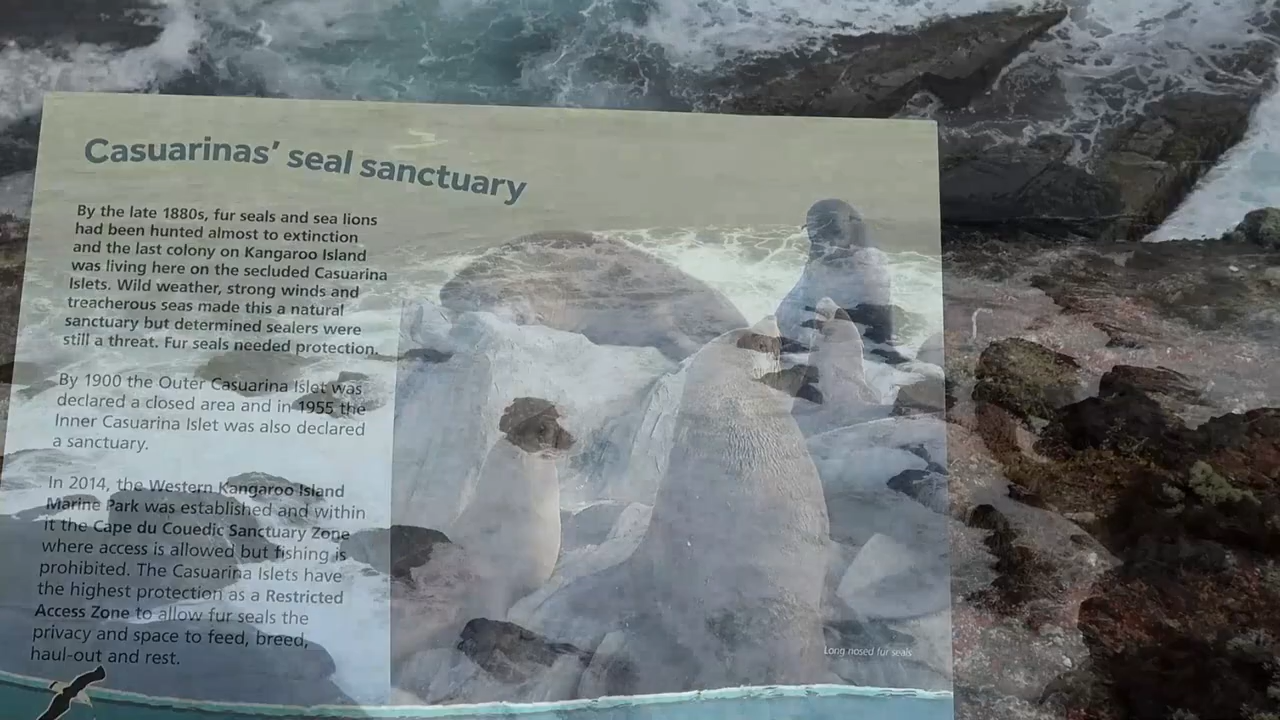 Casuarinas' seal sanctuary
By the late 1880s, fur seals and sea lions
had been hunted almost to extinction
and the last colony on Kangaroo Island
was living here on the secluded Casuarina
Islets. Wild weather, strong winds and
treacherous seas made this a natural
sanctuary but determined sealers were
still a threat. Fur seals needed protection.
By 1900 the Outer Casuarina Islet was
declared a closed area and in 1955 the
Inner Casuarina Islet was also declared
a sanctuary.
In 2014, the Western Kangaroo Island
Marine Park was established and within
it the Cape du Couedic Sanctuary Zone
where access is allowed but fishing is
prohibited. The Casuarina Islets have
the highest protection as a Restricted
Access Zone to allow fur seals the
privacy and space to feed, breed,
haul-out and rest.
Long nosed fur seals